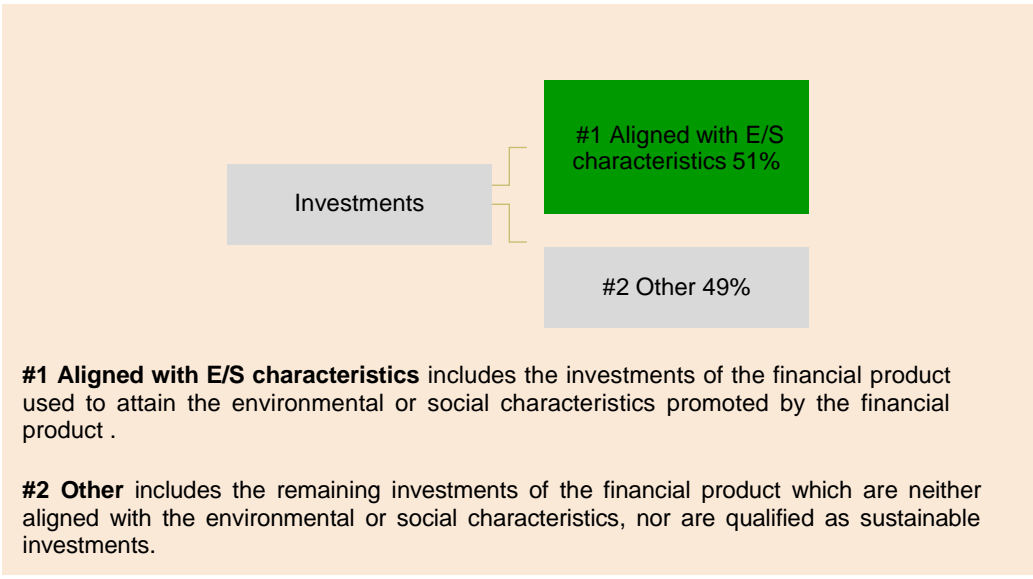 #1 Aligned with E/S
characteristics 51%
Investments
#2 Other 49%
#1 Aligned with E/S characteristics includes the investments of the financial product
used to attain the environmental or social characteristics promoted by the financial
product .
#2 Other includes the remaining investments of the financial product which are neither
aligned with the environmental or social characteristics, nor are qualified as sustainable
investments.